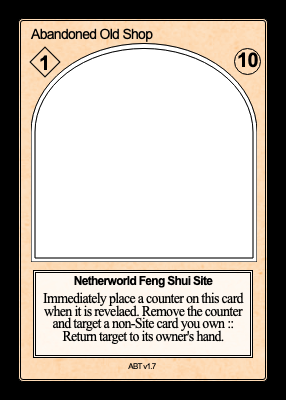 Abandoned Old Shop
1
10
Netherworld Feng Shui Site
Immediately place a counter on this card
when it is revelaed. Remove the counter
and target a non-Site card you own ::
Return target to its owner's hand.
ABT v1.7